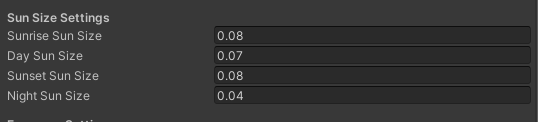 Sun Size Settings
Sunrise Sun Size 0.08
Day Sun Size 0.07
Sunset Sun Size 0.08
Night Sun Size 0.04